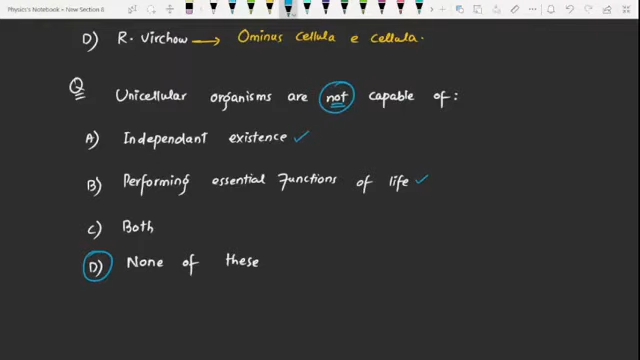 Physics's Notebook » New Section 6
D) R. Virchow → Ominus cellula e cellula.
Q Unicellular organisms are not capable of :
A) Independant existence ✓
B) Performing essential functions of life ✓
C) Both
D) None of these